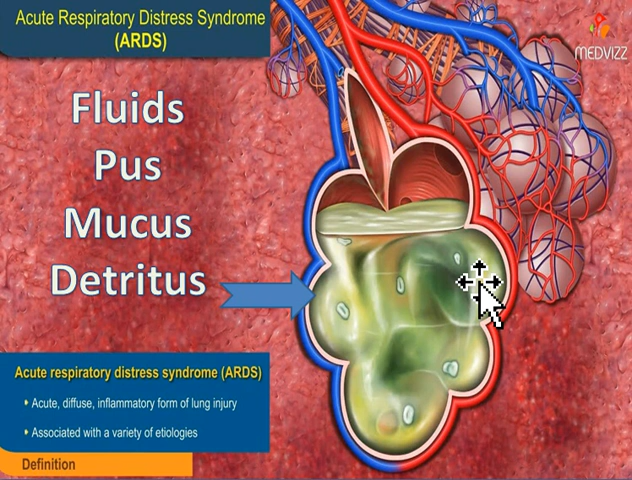 Acute Respiratory Distress Syndrome
(ARDS)
MEDVIZZ
Fluids
Pus
Mucus
Detritus
Acute respiratory distress syndrome (ARDS)
• Acute, diffuse, inflammatory form of lung injury
• Associated with a variety of etiologies
Definition